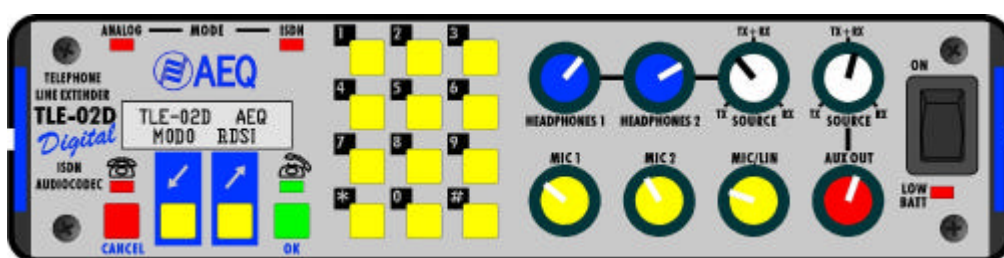 ANALOG MODE ISDN
AEQ
TELEPHONE
LINE EXTENDER
TLE-02D
Digital
ISDN
AUDIOCODEC
TLE-02D AEQ
MODO RDSI
CANCEL
OK
1 2 3
4 5 6
7 8 9
* 0 #
HEADPHONES 1
HEADPHONES 2
TX+RX
TX RX
SOURCE
TX+RX
TX RX
SOURCE
MIC 1
MIC 2
MIC/LIN
AUX OUT
ON
LOW
BATT